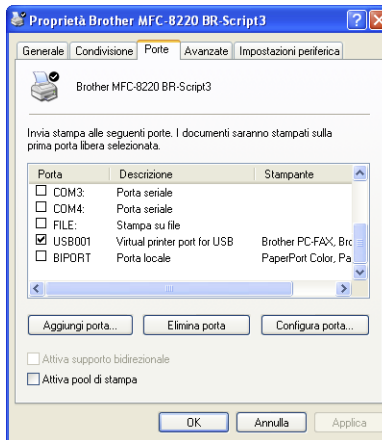 Proprietà Brother MFC-8220 BR-Script3
Generale Condivisione Porte Avanzate Impostazioni periferica
Brother MFC-8220 BR-Script3
Invia stampa alle seguenti porte. I documenti saranno stampati sulla
prima porta libera selezionata.
Porta Descrizione Stampante
COM3: Porta seriale
COM4: Porta seriale
FILE: Stampa su file
USB001 Virtual printer port for USB Brother PC-FAX, Brc
BIPORT Porta locale PaperPort Color, Pa
Aggiungi porta... Elimina porta Configura porta...
Attiva supporto bidirezionale
Attiva pool di stampa
OK Annulla Applica